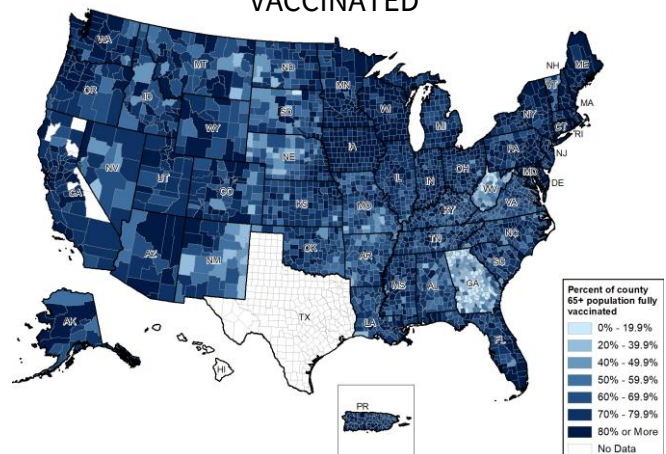 VACCINATED
WA
MT
ND
MN
ME
NH
VT
OR
ID
SD
WI
MI
NY
MA
CT
RI
WY
IA
PA
NJ
NV
NE
UT
CO
IL
IN
OH
MD
DE
WV
CA
KS
MO
KY
VA
AZ
NM
OK
AR
TN
NC
SC
MS
AL
GA
TX
LA
FL
AK
HI
PR
Percent of county
65+ population fully
vaccinated
0% - 19.9%
20% - 39.9%
40% - 49.9%
50% - 59.9%
60% - 69.9%
70% - 79.9%
80% or More
No Data